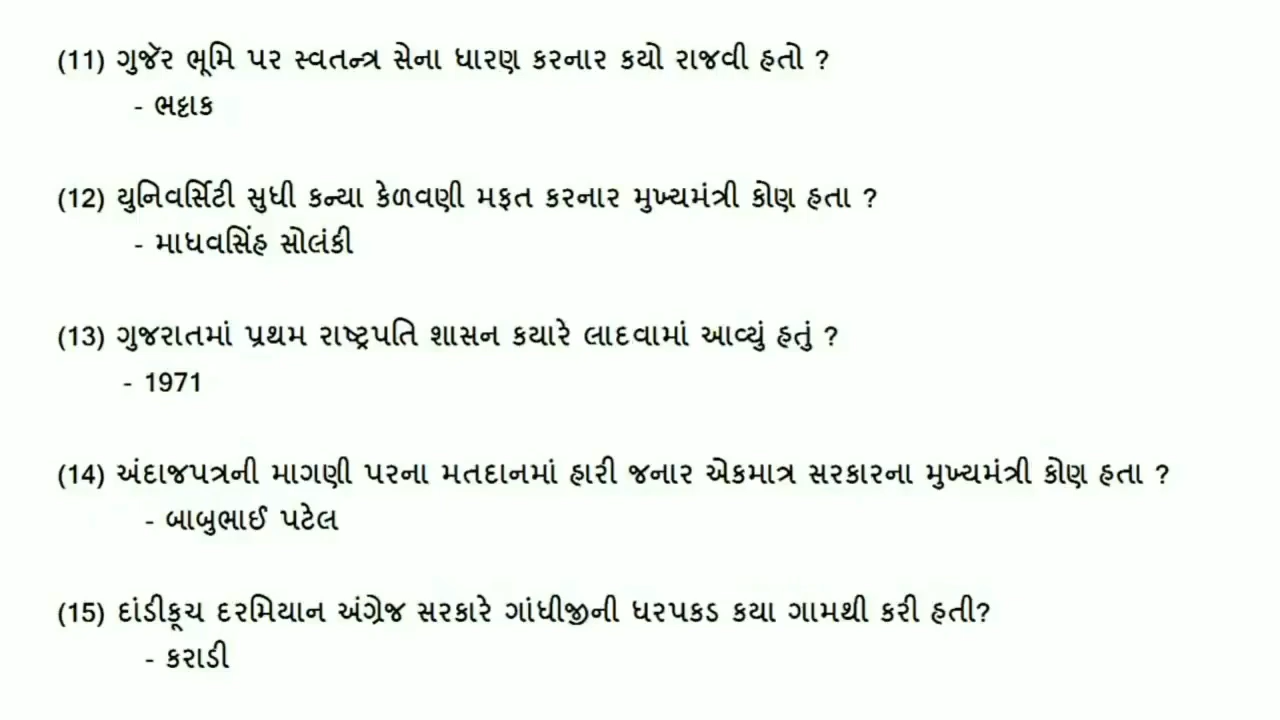 (11) ગુર્જર ભૂમિ પર સ્વતન્ત્ર સેના ધારણ કરનાર કયો રાજવી હતો ?
- ભટ્ટાક
(12) યુનિવર્સિટી સુધી કન્યા કેળવણી મફત કરનાર મુખ્યમંત્રી કોણ હતા ?
- માધવસિંહ સોલંકી
(13) ગુજરાતમાં પ્રથમ રાષ્ટ્રપતિ શાસન કયારે લાદવામાં આવ્યું હતું ?
- 1971
(14) અંદાજપત્રની માગણી પરના મતદાનમાં હારી જનાર એકમાત્ર સરકારના મુખ્યમંત્રી કોણ હતા ?
- બાબુભાઈ પટેલ
(15) દાંડીકૂચ દરમિયાન અંગ્રેજ સરકારે ગાંધીજીની ધરપકડ કયા ગામથી કરી હતી?
- કરાડી